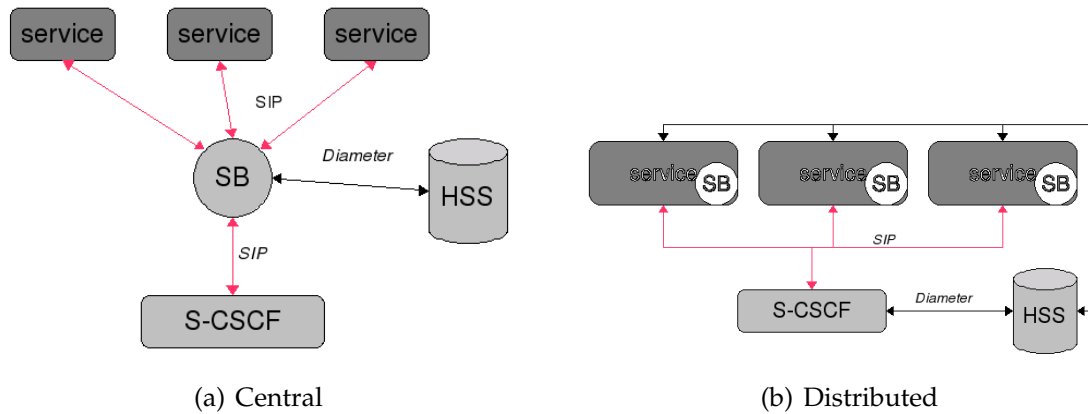 service service service
SIP
Diameter
SB
HSS
SIP
S-CSCF
(a) Central
service SB service SB service SB
SIP
Diameter
S-CSCF
HSS
(b) Distributed